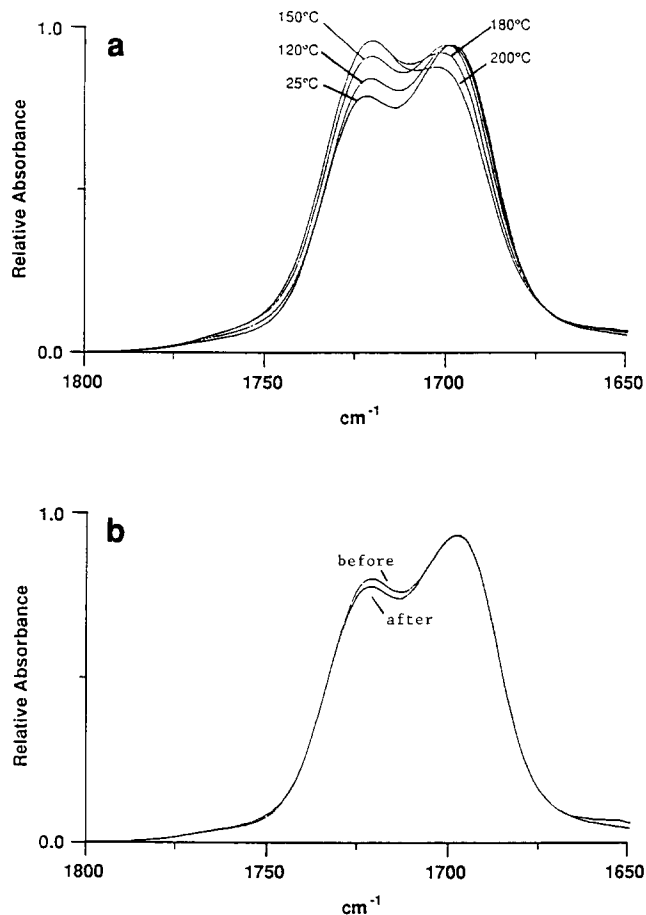 a
150°C
120°C
25°C
180°C
200°C
Relative Absorbance
1.0
0.0
1800
1750
1700
1650
cm-1
b
before
after
Relative Absorbance
1.0
0.0
1800
1750
1700
1650
cm-1